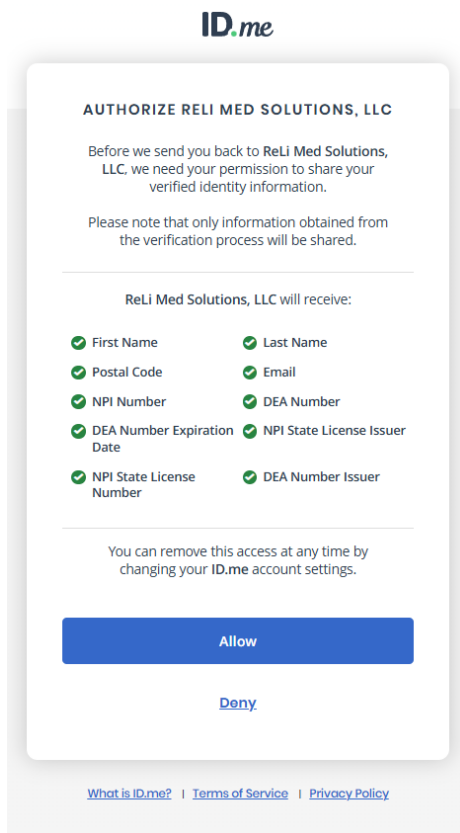 ID.me
AUTHORIZE RELI MED SOLUTIONS, LLC
Before we send you back to ReLi Med Solutions,
LLC, we need your permission to share your
verified identity information.
Please note that only information obtained from
the verification process will be shared.
ReLi Med Solutions, LLC will receive:
First Name
Last Name
Postal Code
Email
NPI Number
DEA Number
DEA Number Expiration
Date
NPI State License Issuer
NPI State License
Number
DEA Number Issuer
You can remove this access at any time by
changing your ID.me account settings.
Allow
Deny
What is ID.me? | Terms of Service | Privacy Policy